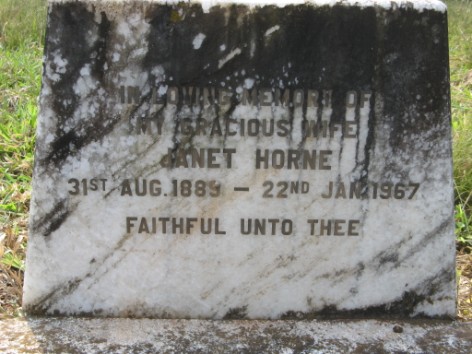 IN LOVING MEMORY OF
MY GRACIOUS WIFE
JANET HORNE
31ST AUG. 1889 – 22ND JAN. 1967
FAITHFUL UNTO THEE